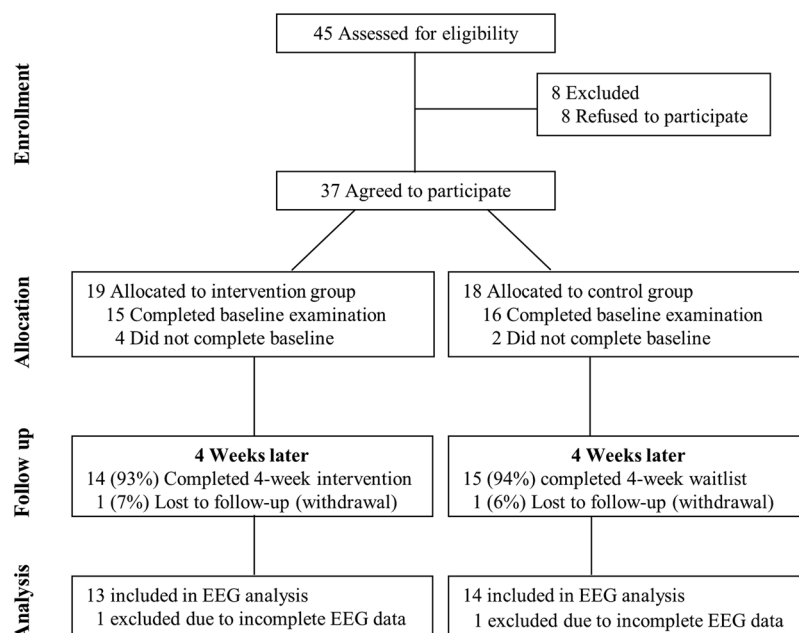 45 Assessed for eligibility
Enrollment
8 Excluded
8 Refused to participate
37 Agreed to participate
Allocation
19 Allocated to intervention group
15 Completed baseline examination
4 Did not complete baseline
18 Allocated to control group
16 Completed baseline examination
2 Did not complete baseline
Follow up
4 Weeks later
14 (93%) Completed 4-week intervention
1 (7%) Lost to follow-up (withdrawal)
4 Weeks later
15 (94%) completed 4-week waitlist
1 (6%) Lost to follow-up (withdrawal)
Analysis
13 included in EEG analysis
1 excluded due to incomplete EEG data
14 included in EEG analysis
1 excluded due to incomplete EEG data